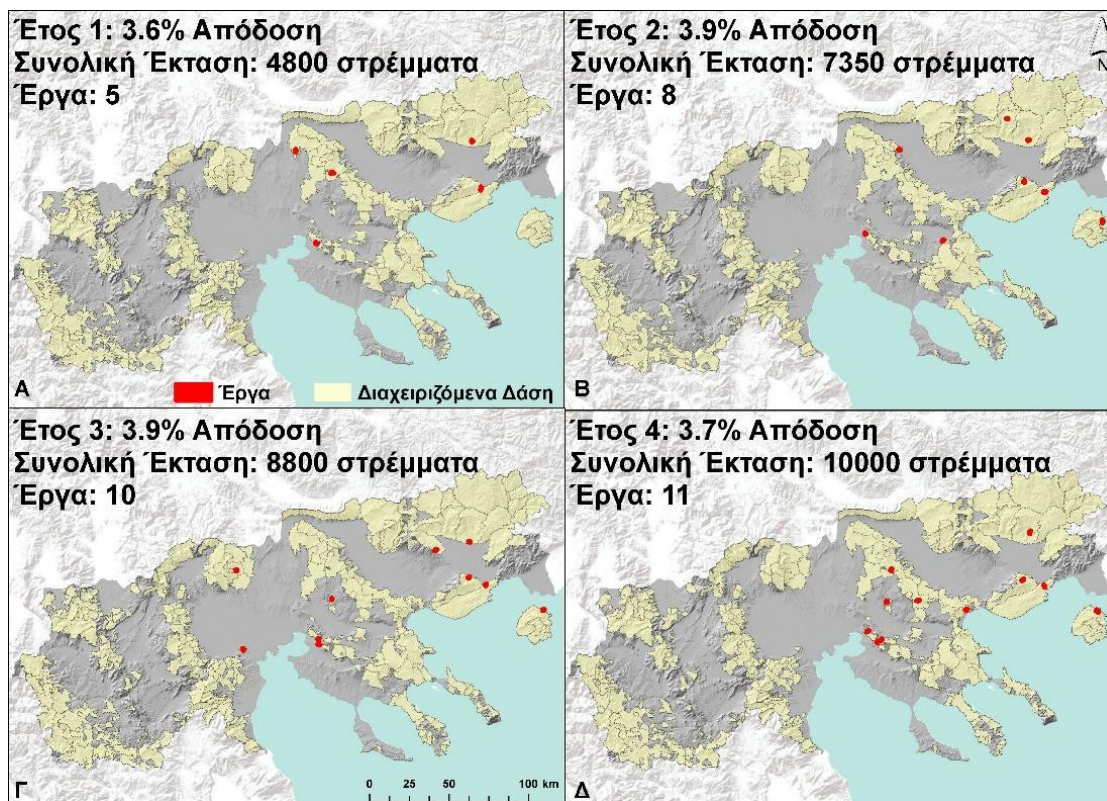 Έτος 1: 3.6% Απόδοση
Συνολική Έκταση: 4800 στρέμματα
Έργα: 5
Α
Έργα
Διαχειριζόμενα Δάση
Έτος 2: 3.9% Απόδοση
Συνολική Έκταση: 7350 στρέμματα
Έργα: 8
N
Β
Έτος 3: 3.9% Απόδοση
Συνολική Έκταση: 8800 στρέμματα
Έργα: 10
Γ
0 25 50 100 km
Έτος 4: 3.7% Απόδοση
Συνολική Έκταση: 10000 στρέμματα
Έργα: 11
Δ